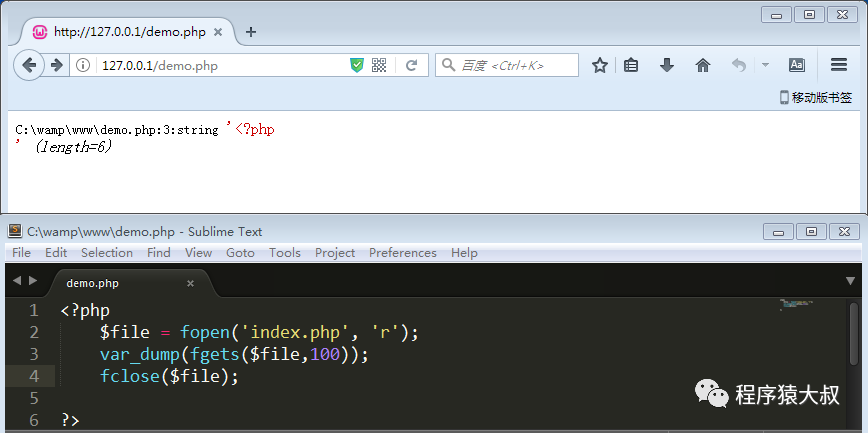 http://127.0.0.1/demo.php
127.0.0.1/demo.php
百度 <Ctrl+K>
Aa
移动版书签
C:\wamp\www\demo.php:3:string '<?php
' (length=6)
C:\wamp\www\demo.php - Sublime Text
File Edit Selection Find View Goto Tools Project Preferences Help
demo.php
1 <?php
2 $file = fopen('index.php', 'r');
3 var_dump(fgets($file,100));
4 fclose($file);
5
6 ?>
程序猿大叔